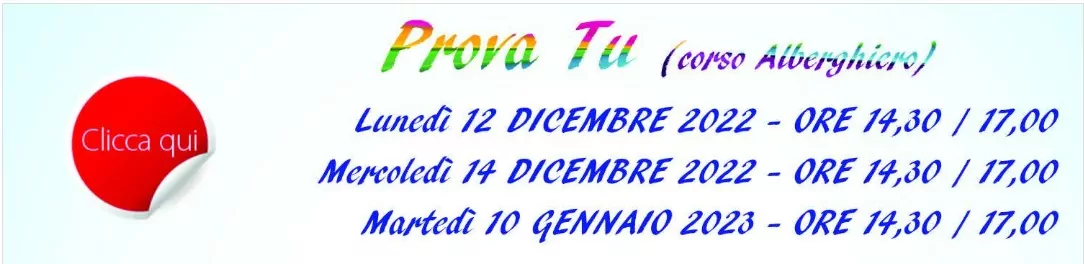 Prova Tu (corso Alberghiero)
Clicca qui
Lunedì 12 DICEMBRE 2022 - ORE 14,30 / 17,00
Mercoledì 14 DICEMBRE 2022 - ORE 14,30 / 17,00
Martedì 10 GENNAIO 2023 - ORE 14,30 / 17,00